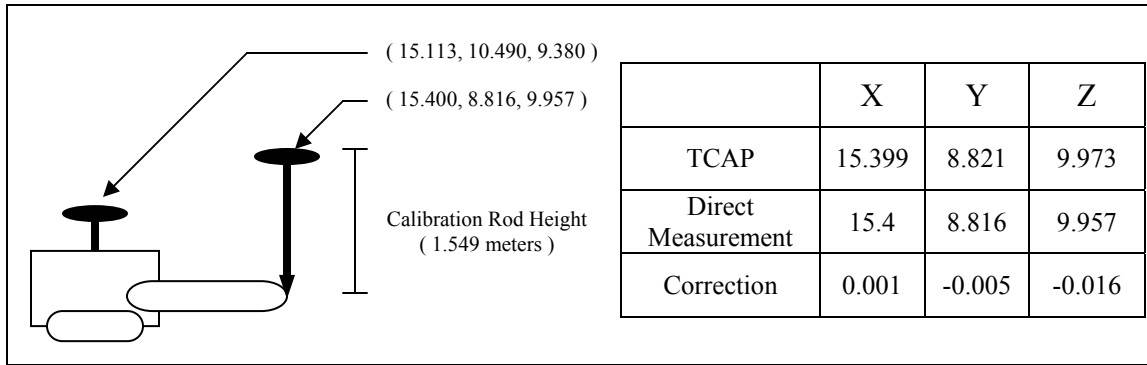 ( 15.113, 10.490, 9.380 )
( 15.400, 8.816, 9.957 )
Calibration Rod Height
( 1.549 meters )
X Y Z
TCAP 15.399 8.821 9.973
Direct
Measurement 15.4 8.816 9.957
Correction 0.001 -0.005 -0.016